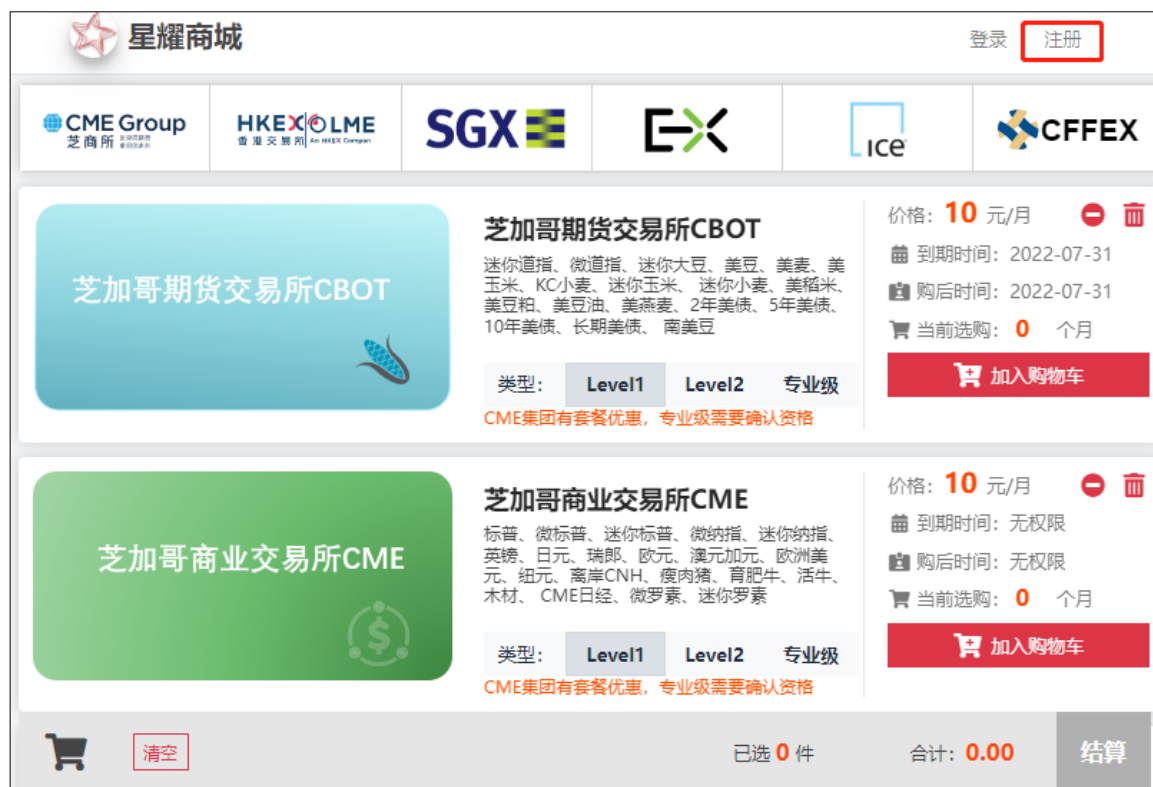 星耀商城
登录 注册
CME Group
芝商所
HKEX LME
香港交易所 An HKEX Company
SGX
EX
ice
CFFEX
芝加哥期货交易所CBOT
芝加哥期货交易所CBOT
迷你道指、微道指、迷你大豆、美豆、美麦、美
玉米、KC小麦、迷你玉米、 迷你小麦、美稻米、
美豆粕、美豆油、美燕麦、2年美债、5年美债、
10年美债、长期美债、 南美豆
类型: Level1 Level2 专业级
CME集团有套餐优惠，专业级需要确认资格
价格: 10 元/月
到期时间: 2022-07-31
购后时间: 2022-07-31
当前选购: 0 个月
加入购物车
芝加哥商业交易所CME
芝加哥商业交易所CME
标普、微标普、迷你标普、微纳指、迷你纳指、
英镑、日元、瑞郎、欧元、澳元加元、欧洲美
元、纽元、离岸CNH、瘦肉猪、育肥牛、活牛、
木材、 CME日经、微罗素、迷你罗素
类型: Level1 Level2 专业级
CME集团有套餐优惠，专业级需要确认资格
价格: 10 元/月
到期时间: 无权限
购后时间: 无权限
当前选购: 0 个月
加入购物车
清空 已选 0 件 合计: 0.00 结算